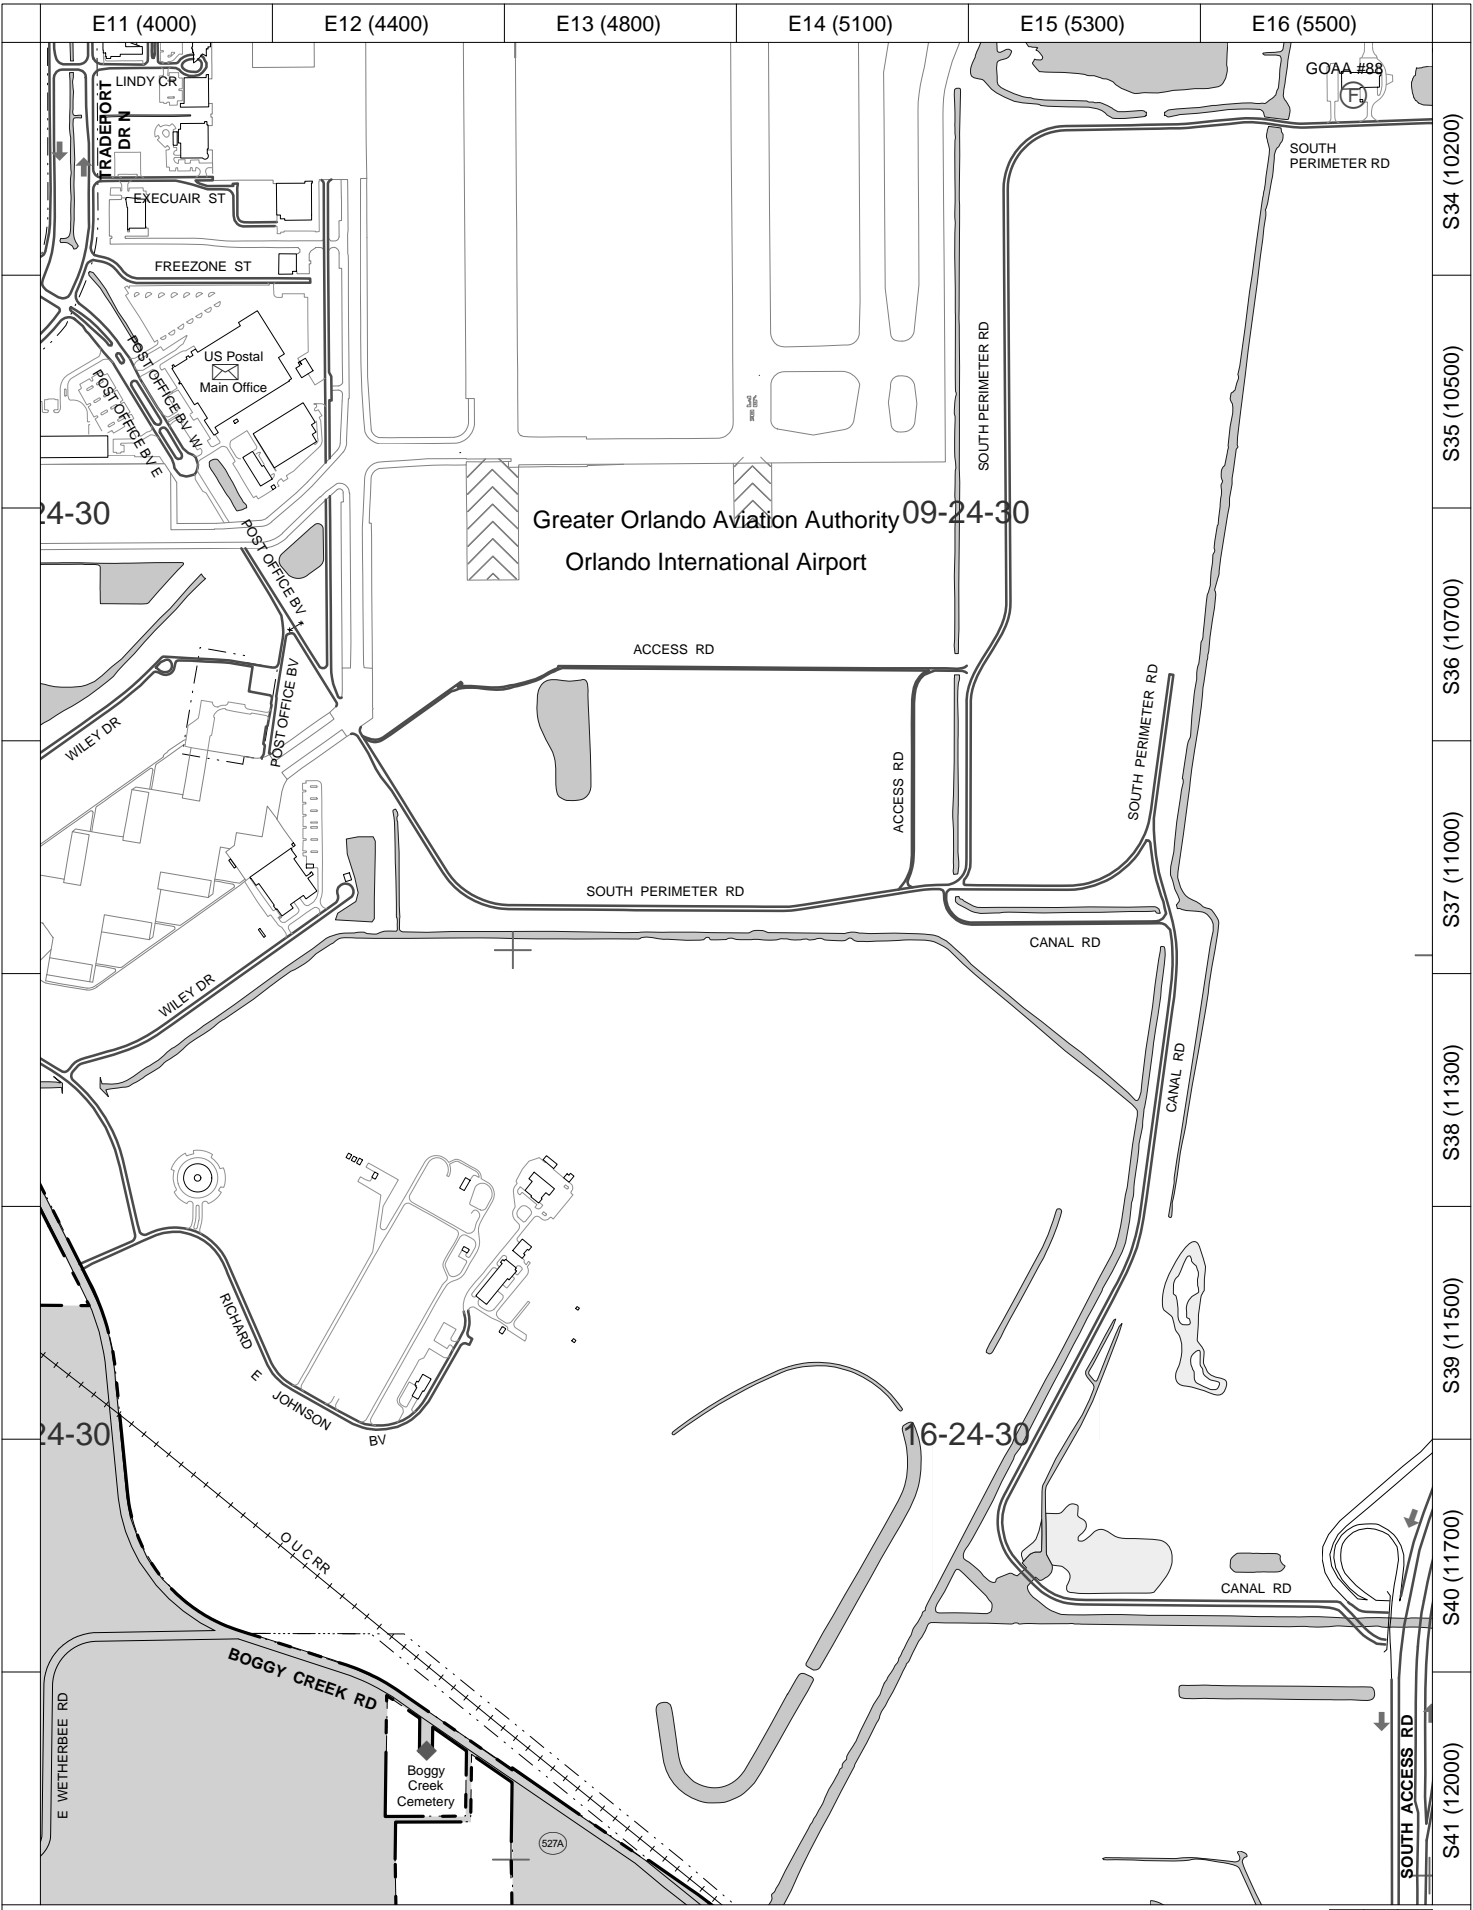 E11 (4000)
E12 (4400)
E13 (4800)
E14 (5100)
E15 (5300)
E16 (5500)
LINDY CR
TRADEPORT
DR N
GOAA #88
F
SOUTH
PERIMETER RD
S34 (10200)
EXECUAIR ST
FREEZONE ST
US Postal
Main Office
POST OFFICE BV W
POST OFFICE BV E
SOUTH PERIMETER RD
S35 (10500)
24-30
Greater Orlando Aviation Authority
09-24-30
Orlando International Airport
POST OFFICE BV
ACCESS RD
S36 (10700)
POST OFFICE BV
WILEY DR
SOUTH PERIMETER RD
ACCESS RD
SOUTH PERIMETER RD
S37 (11000)
CANAL RD
WILEY DR
CANAL RD
S38 (11300)
RICHARD
E
JOHNSON
BV
S39 (11500)
24-30
16-24-30
O U C RR
CANAL RD
S40 (11700)
BOGGY CREEK RD
E WETHERBEE RD
Boggy
Creek
Cemetery
527A
SOUTH ACCESS RD
S41 (12000)